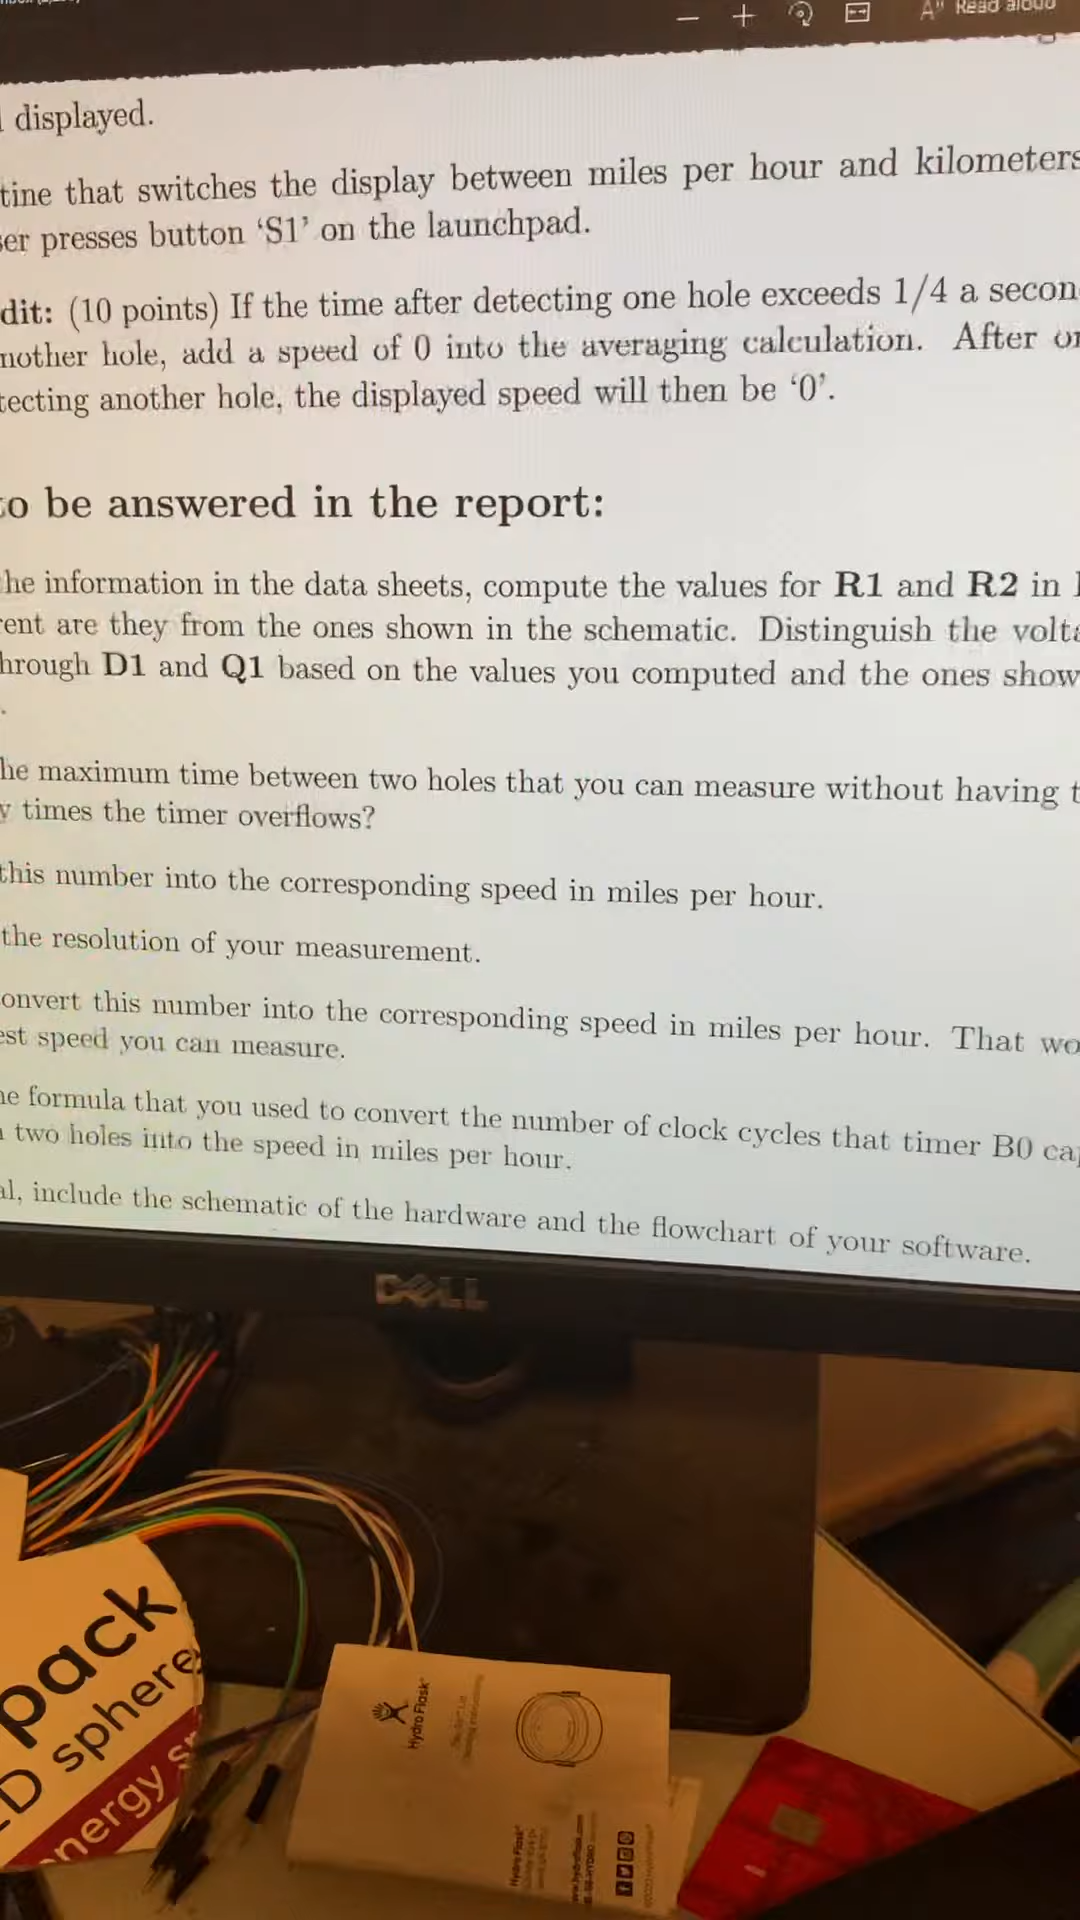 Read aloud
displayed.
tine that switches the display between miles per hour and kilometers
ser presses button ‘S1’ on the launchpad.
dit: (10 points) If the time after detecting one hole exceeds 1/4 a secon
nother hole, add a speed of 0 into the averaging calculation. After on
tecting another hole, the displayed speed will then be ‘0’.
to be answered in the report:
he information in the data sheets, compute the values for R1 and R2 in
rent are they from the ones shown in the schematic. Distinguish the volta
hrough D1 and Q1 based on the values you computed and the ones show
he maximum time between two holes that you can measure without having t
y times the timer overflows?
this number into the corresponding speed in miles per hour.
the resolution of your measurement.
onvert this number into the corresponding speed in miles per hour. That wo
est speed you can measure.
he formula that you used to convert the number of clock cycles that timer B0 cap
n two holes into the speed in miles per hour.
al, include the schematic of the hardware and the flowchart of your software.
DELL
pack
D sphere
nergy s
Hydro Flask
Hydro Flask